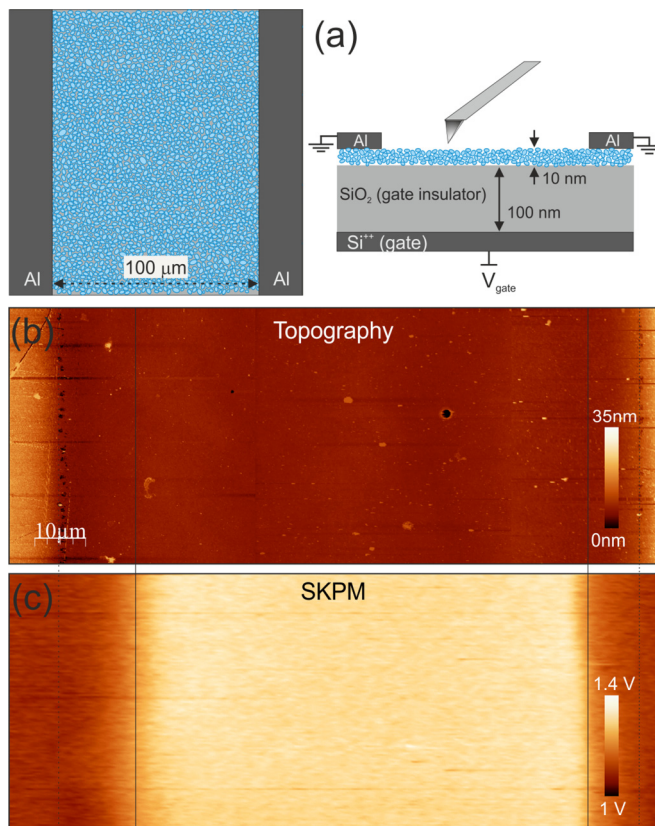 (a)
Al
100 μm
Al
Al
Al
10 nm
SiO₂ (gate insulator)
100 nm
Si⁺⁺ (gate)
V_gate
(b)
Topography
35nm
10μm
0nm
(c)
SKPM
1.4 V
1 V